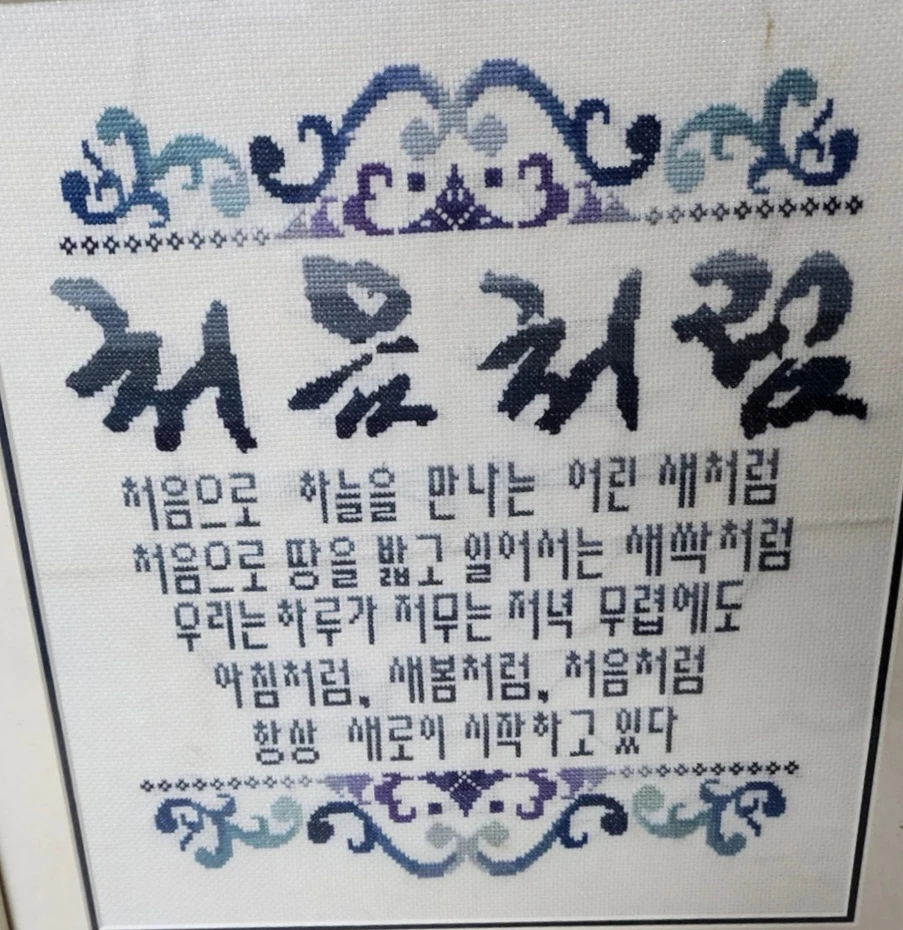 처음처럼
처음으로 하늘을 만나는 어린 새처럼
처음으로 땅을 밟고 일어서는 새싹처럼
우리는 하루가 저무는 저녁 무렵에도
아침처럼, 새봄처럼, 처음처럼
항상 새로이 시작하고 있다